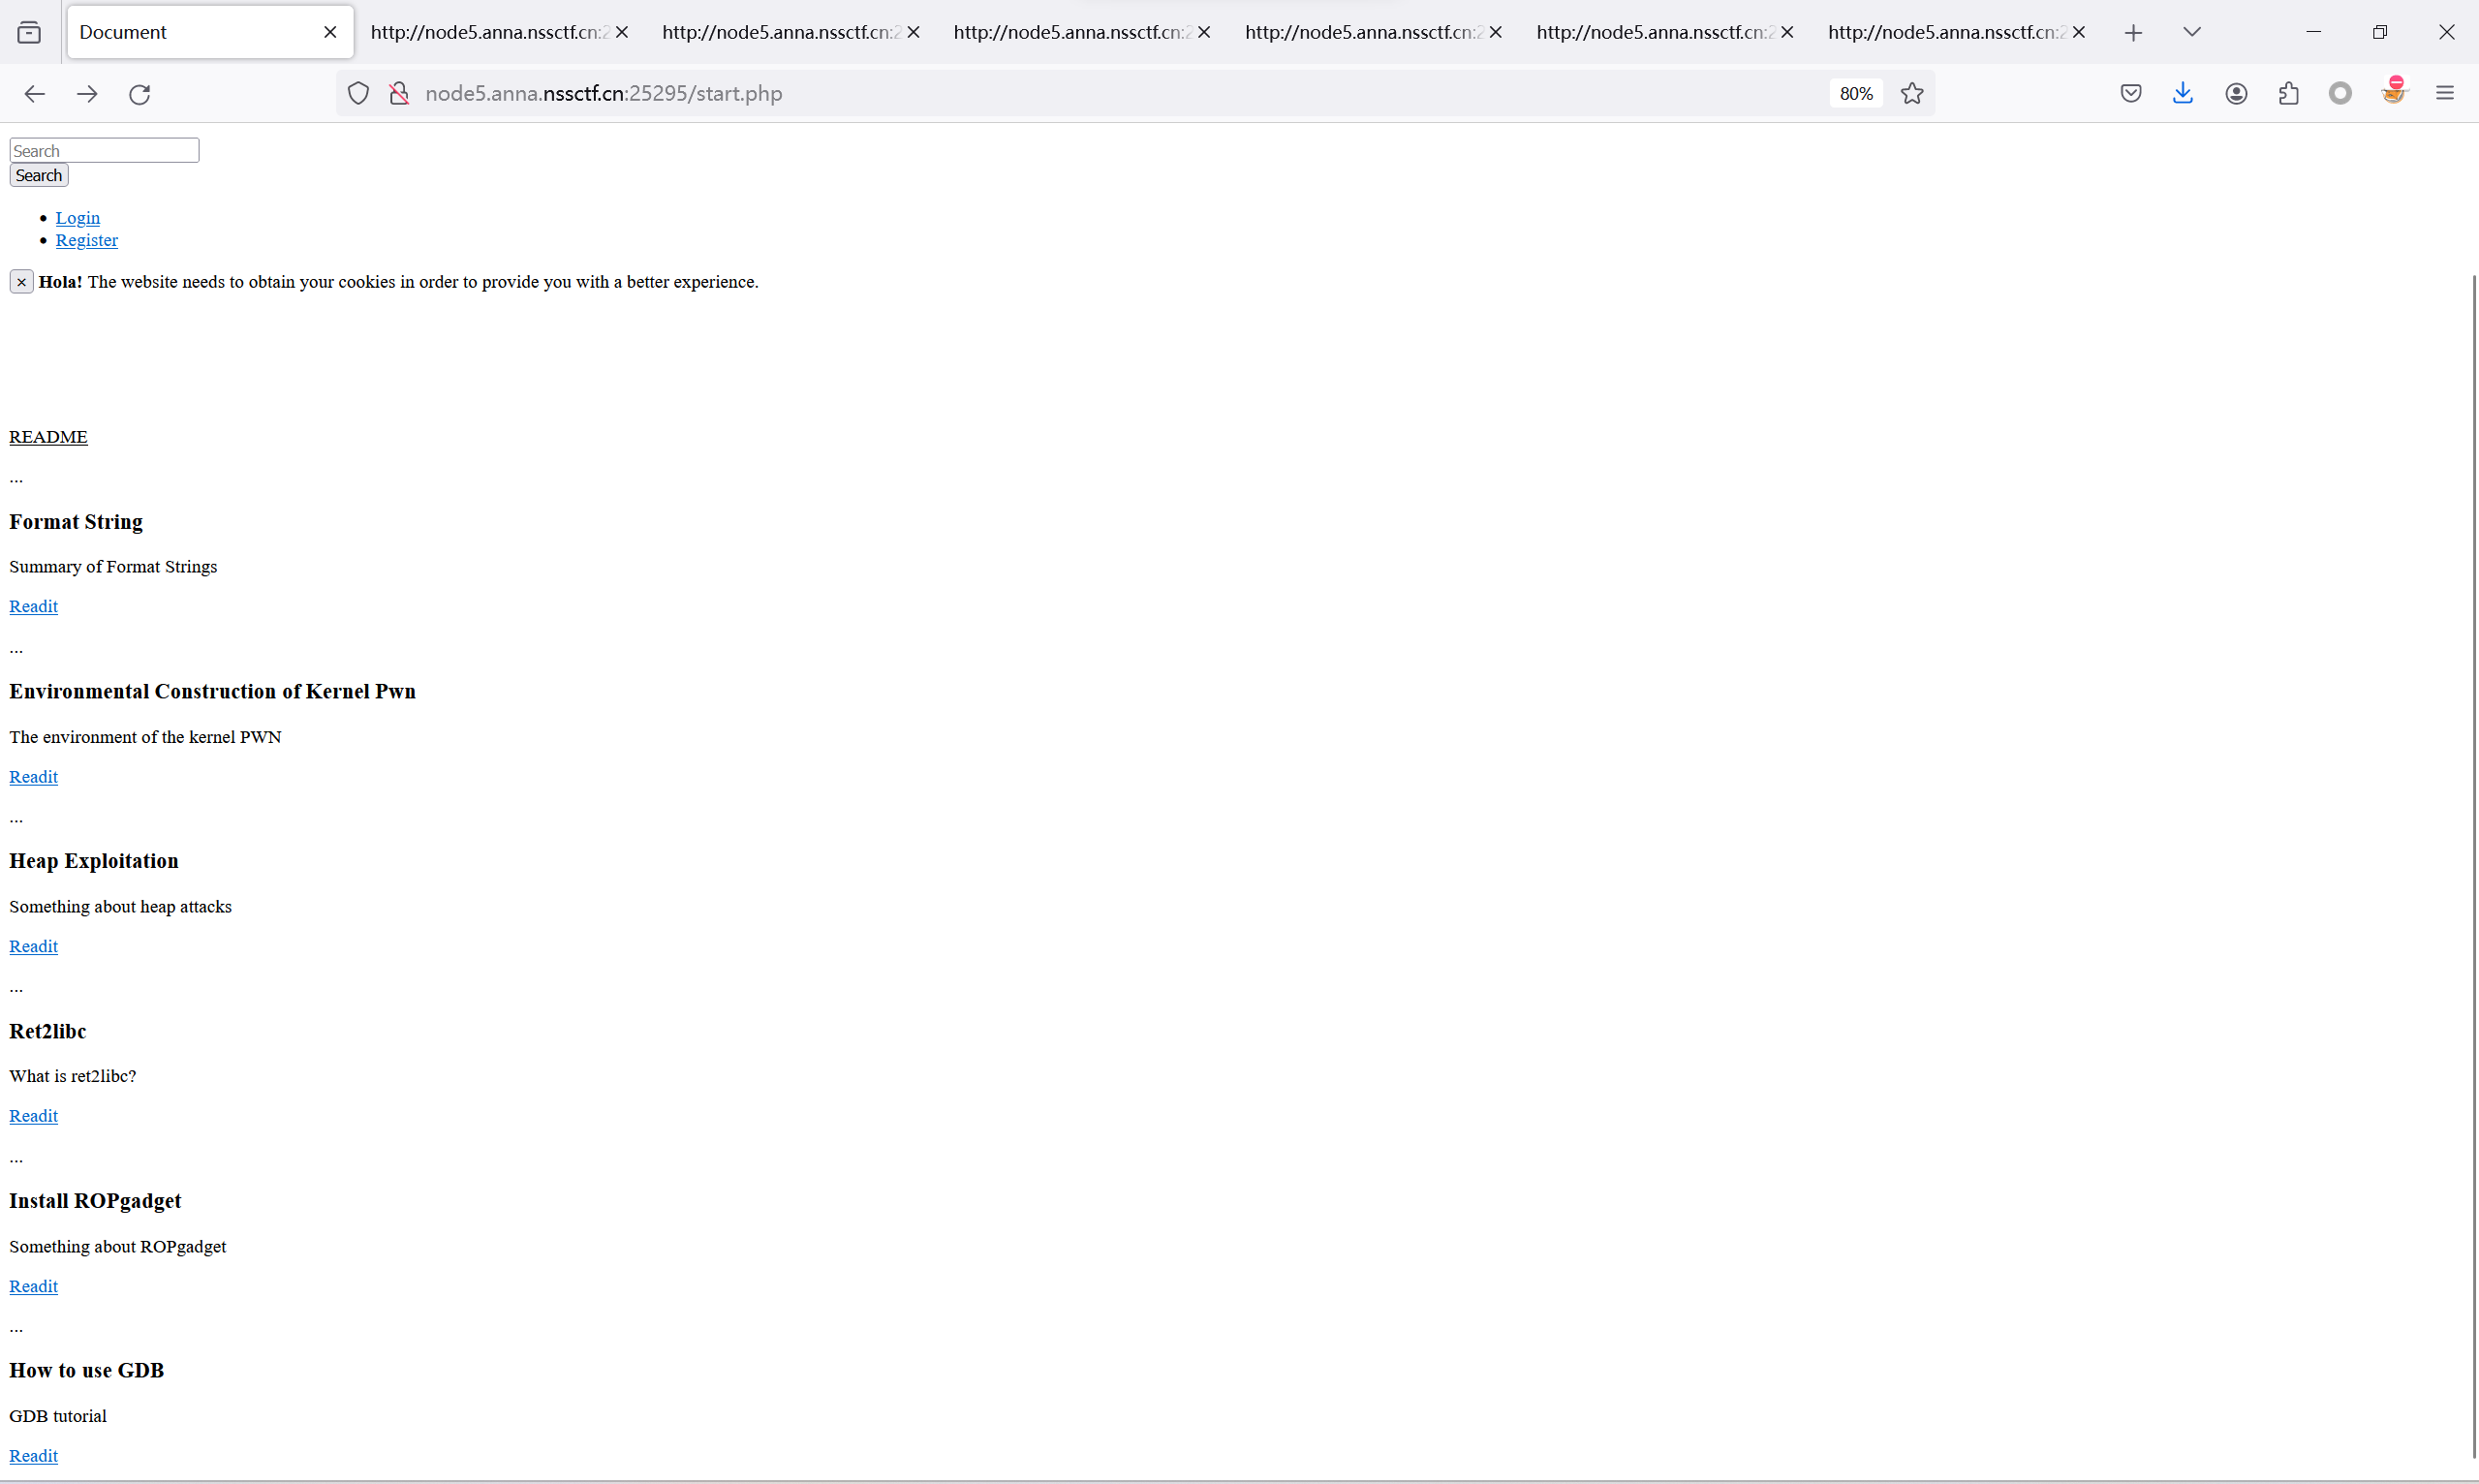 Document
http://node5.anna.nssctf.cn:2
http://node5.anna.nssctf.cn:2
http://node5.anna.nssctf.cn:2
http://node5.anna.nssctf.cn:2
http://node5.anna.nssctf.cn:2
http://node5.anna.nssctf.cn:2
node5.anna.nssctf.cn:25295/start.php
80%
Search
Search
Login
Register
× Hola! The website needs to obtain your cookies in order to provide you with a better experience.
README
...
Format String
Summary of Format Strings
Readit
...
Environmental Construction of Kernel Pwn
The environment of the kernel PWN
Readit
...
Heap Exploitation
Something about heap attacks
Readit
...
Ret2libc
What is ret2libc?
Readit
...
Install ROPgadget
Something about ROPgadget
Readit
...
How to use GDB
GDB tutorial
Readit